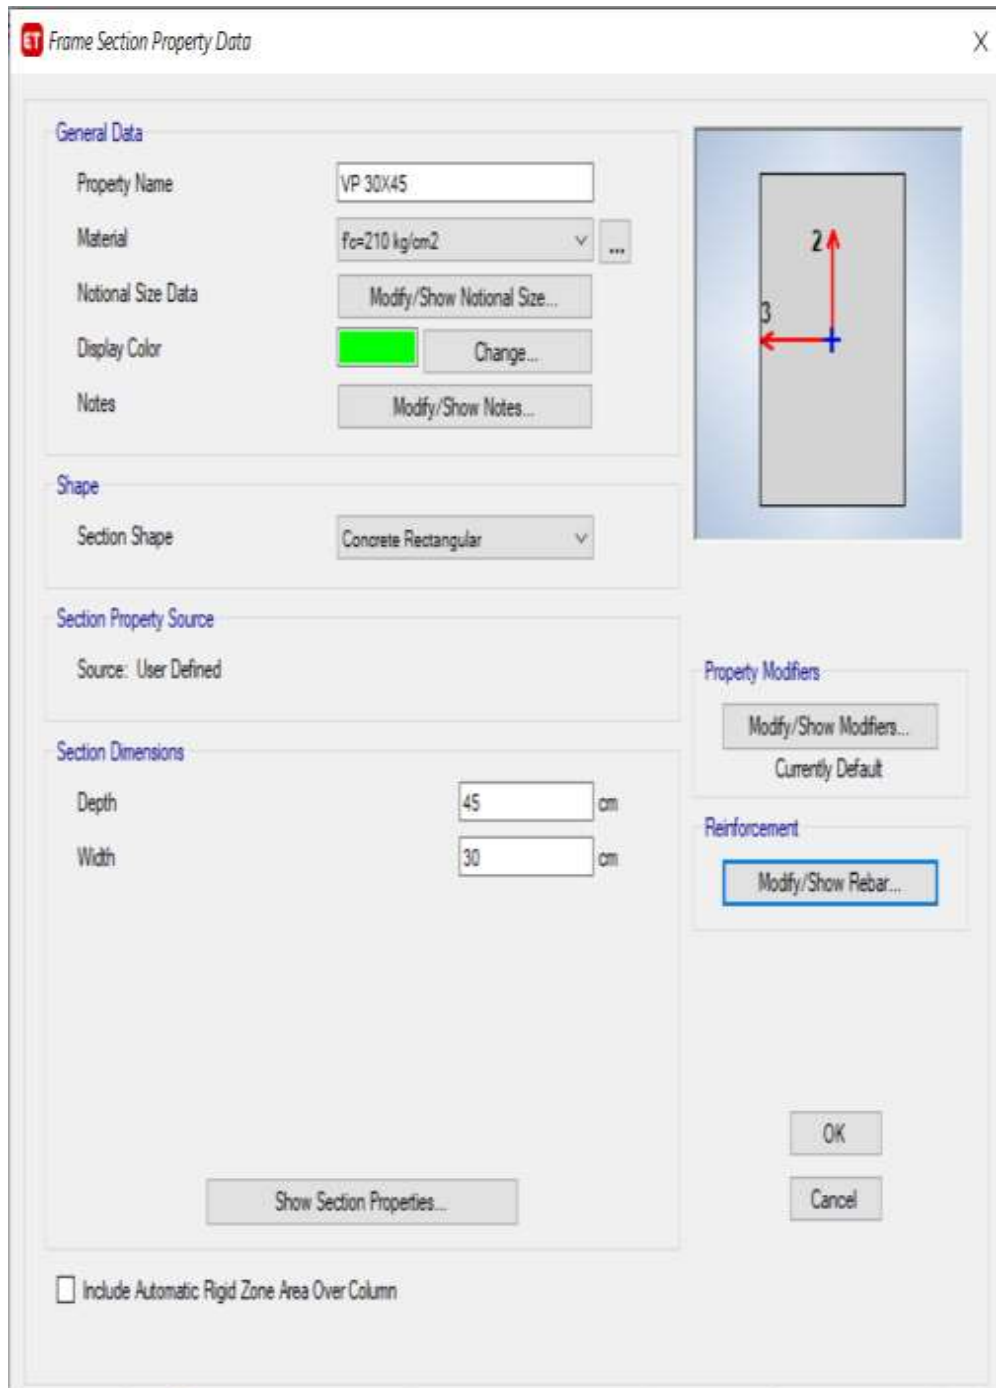 ET Frame Section Property Data X
General Data
Property Name VP 30X45
Material f'c=210 kg/cm2 ...
Notional Size Data Modify/Show Notional Size...
Display Color Change...
Notes Modify/Show Notes...
2
3
Shape
Section Shape Concrete Rectangular
Section Property Source
Source: User Defined
Property Modifiers
Modify/Show Modifiers...
Currently Default
Section Dimensions
Depth 45 cm
Width 30 cm
Reinforcement
Modify/Show Rebar...
OK
Cancel
Show Section Properties...
Include Automatic Rigid Zone Area Over Column